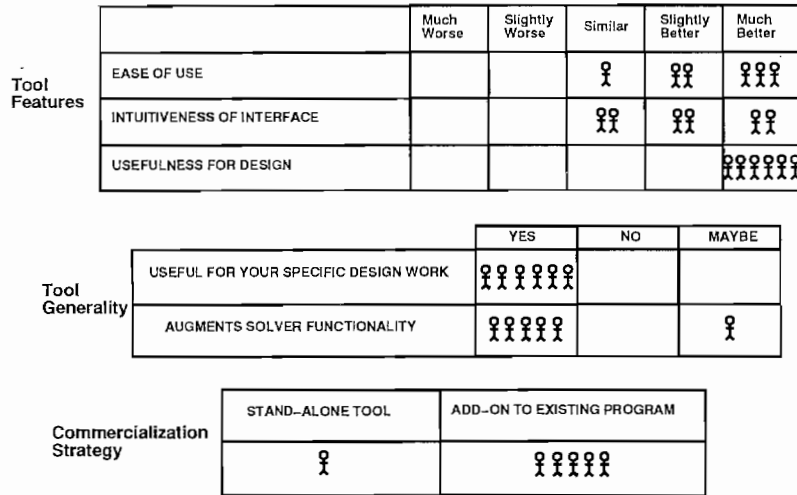 Much Worse
Slightly Worse
Similar
Slightly Better
Much Better
Tool Features
EASE OF USE
INTUITIVENESS OF INTERFACE
USEFULNESS FOR DESIGN
YES
NO
MAYBE
Tool Generality
USEFUL FOR YOUR SPECIFIC DESIGN WORK
AUGMENTS SOLVER FUNCTIONALITY
Commercialization Strategy
STAND-ALONE TOOL
ADD-ON TO EXISTING PROGRAM